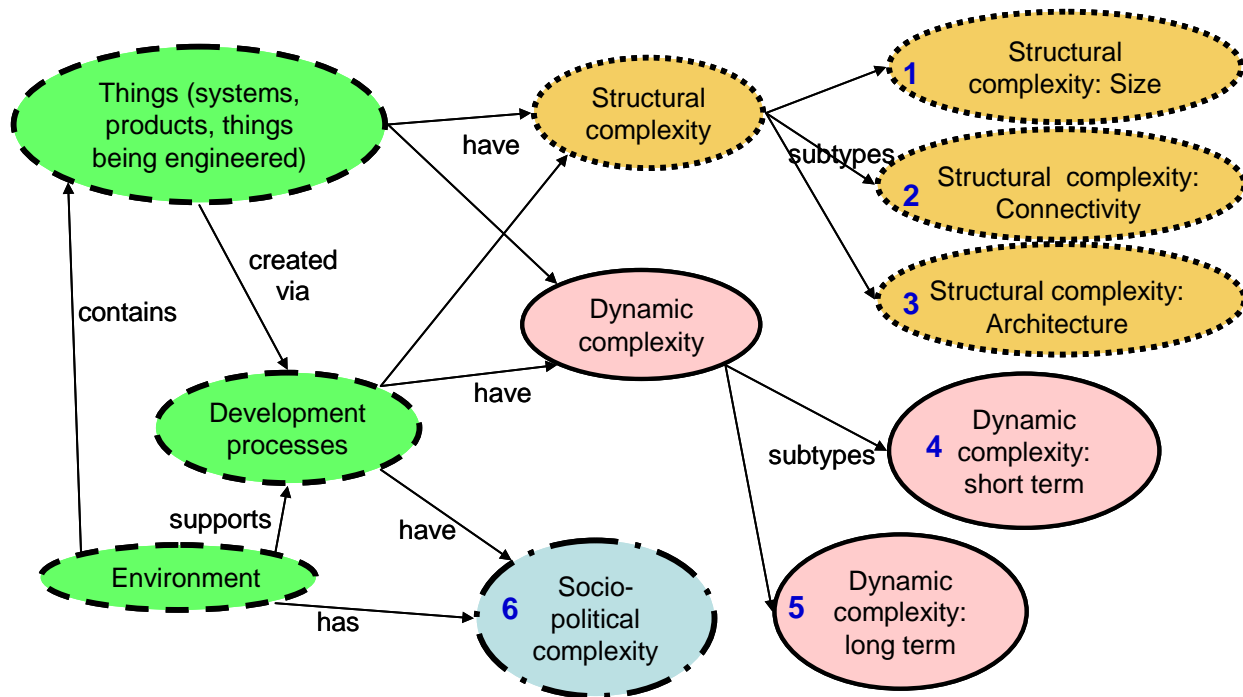 Things (systems,
products, things
being engineered)
have
Structural
complexity
1
Structural
complexity: Size
subtypes
2
Structural complexity:
Connectivity
3
Structural complexity:
Architecture
created
via
contains
Dynamic
complexity
have
Development
processes
subtypes
4
Dynamic
complexity:
short term
supports
have
Environment
has
6
Socio-
political
complexity
5
Dynamic
complexity:
long term